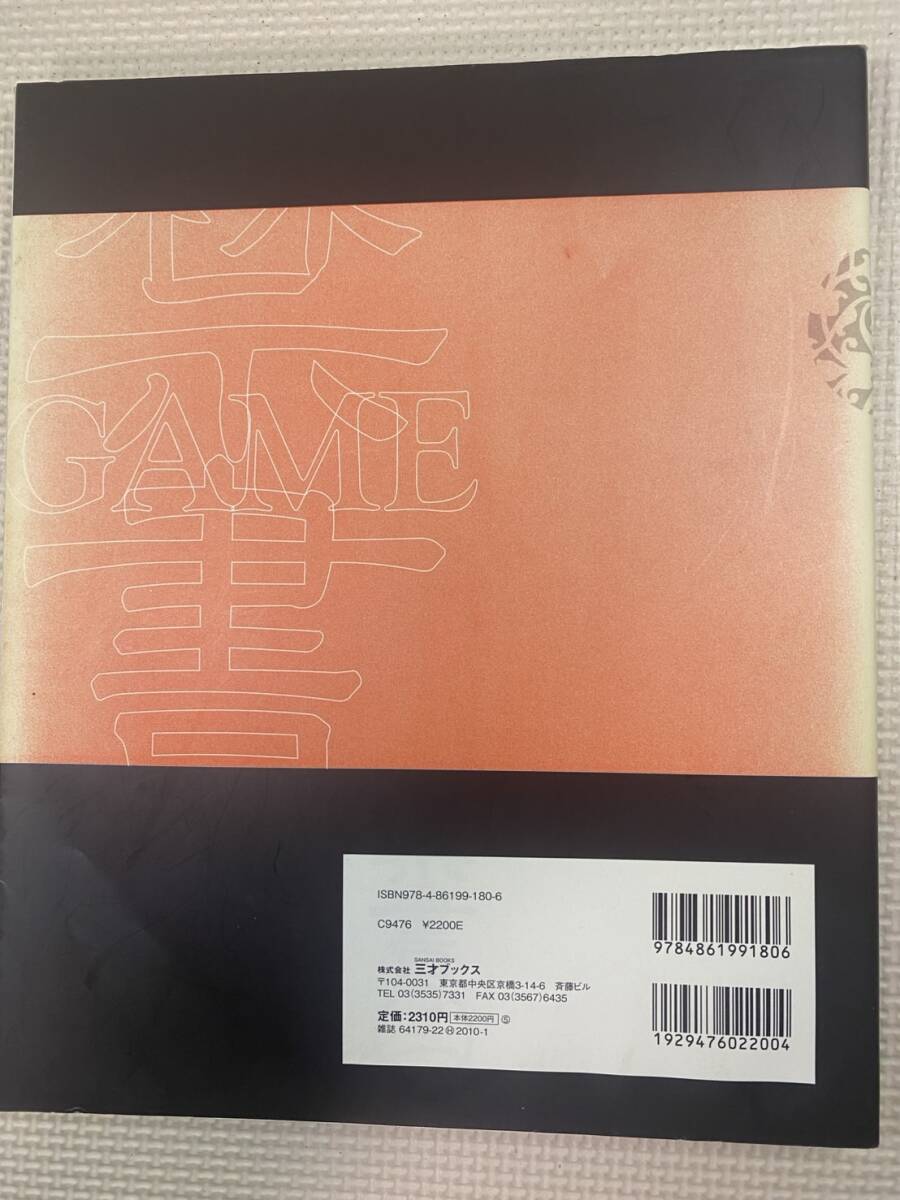 GAME
不
書
ISBN978-4-86199-180-6
C9476 ¥2200E
SANSAI BOOKS
株式会社 三才ブックス
〒104-0031 東京都中央区京橋3-14-6 斉藤ビル
TEL 03(3535)7331 FAX 03(3567)6435
定価:2310円 本体2200円 ⑤
雑誌 64179-22 Ⓗ 2010-1
9784861991806
1929476022004